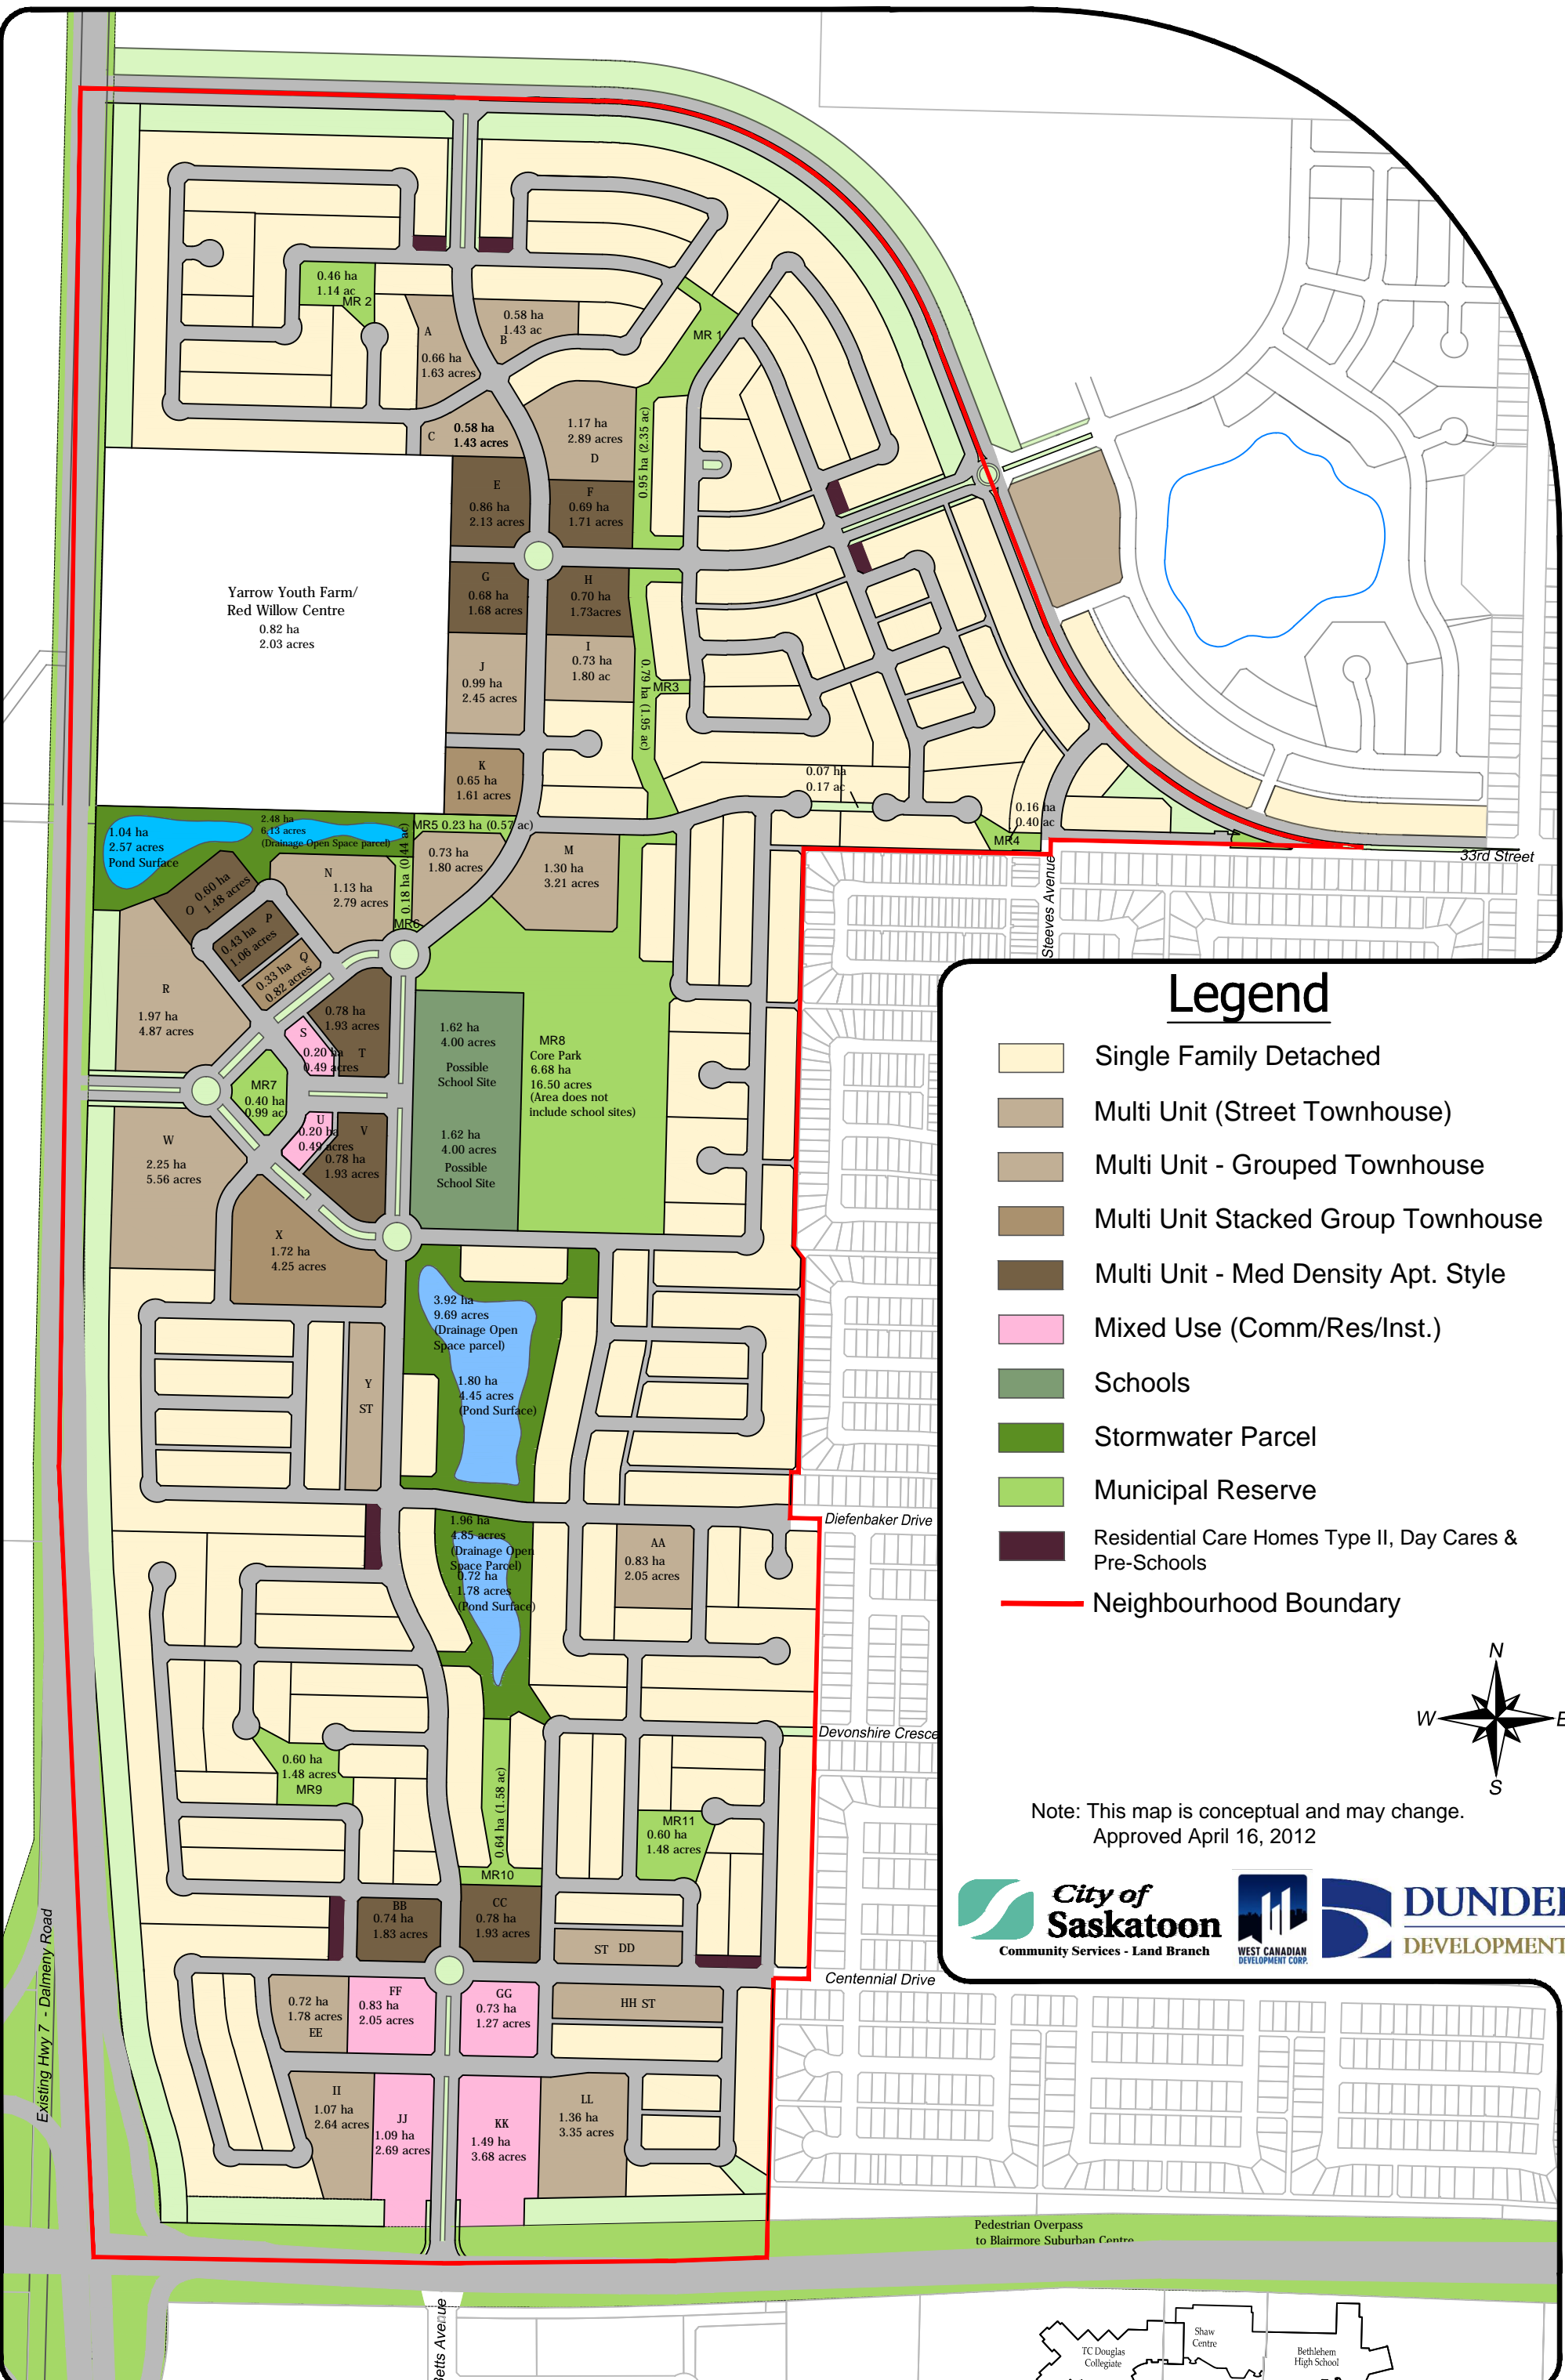 0.46 ha
1.14 ac
MR 2
A
0.66 ha
1.63 acres
0.58 ha
1.43 ac
B
MR 1
C
0.58 ha
1.43 acres
1.17 ha
2.89 acres
D
0.95 ha (2.35 ac)
E
0.86 ha
2.13 acres
F
0.69 ha
1.71 acres
G
0.68 ha
1.68 acres
H
0.70 ha
1.73acres
Yarrow Youth Farm/
Red Willow Centre
0.82 ha
2.03 acres
I
0.73 ha
1.80 ac
J
0.99 ha
2.45 acres
MR3
0.79 ha (1.95 ac)
K
0.65 ha
1.61 acres
0.07 ha
0.17 ac
0.16 ha
0.40 ac
MR4
33rd Street
Steeves Avenue
1.04 ha
2.57 acres
Pond Surface
2.48 ha
6.13 acres
(Drainage Open Space parcel)
MR5 0.23 ha (0.57 ac)
0.18 ha (0.44 ac)
MR6
0.73 ha
1.80 acres
M
1.30 ha
3.21 acres
N
1.13 ha
2.79 acres
O
0.60 ha
1.48 acres
P
0.43 ha
1.06 acres
Q
0.33 ha
0.82 acres
R
1.97 ha
4.87 acres
S
0.20 ha
0.49 acres
0.78 ha
1.93 acres
T
MR7
0.40 ha
0.99 ac
U
0.20 ha
0.49 acres
V
0.78 ha
1.93 acres
W
2.25 ha
5.56 acres
X
1.72 ha
4.25 acres
1.62 ha
4.00 acres
Possible
School Site
1.62 ha
4.00 acres
Possible
School Site
MR8
Core Park
6.68 ha
16.50 acres
(Area does not
include school sites)
3.92 ha
9.69 acres
(Drainage Open
Space parcel)
1.80 ha
4.45 acres
(Pond Surface)
Y
ST
Diefenbaker Drive
1.96 ha
4.85 acres
(Drainage Open
Space Parcel)
0.72 ha
1.78 acres
(Pond Surface)
AA
0.83 ha
2.05 acres
Devonshire Cresce
0.60 ha
1.48 acres
MR9
0.64 ha (1.58 ac)
MR10
MR11
0.60 ha
1.48 acres
BB
0.74 ha
1.83 acres
CC
0.78 ha
1.93 acres
ST DD
Centennial Drive
0.72 ha
1.78 acres
EE
FF
0.83 ha
2.05 acres
GG
0.73 ha
1.27 acres
HH ST
II
1.07 ha
2.64 acres
JJ
1.09 ha
2.69 acres
KK
1.49 ha
3.68 acres
LL
1.36 ha
3.35 acres
Existing Hwy 7 - Dalmeny Road
Betts Avenue
Pedestrian Overpass
to Blairmore Suburban Centre
TC Douglas
Collegiate
Shaw
Centre
Bethlehem
High School
Legend
Single Family Detached
Multi Unit (Street Townhouse)
Multi Unit - Grouped Townhouse
Multi Unit Stacked Group Townhouse
Multi Unit - Med Density Apt. Style
Mixed Use (Comm/Res/Inst.)
Schools
Stormwater Parcel
Municipal Reserve
Residential Care Homes Type II, Day Cares &
Pre-Schools
Neighbourhood Boundary
N
W
E
S
Note: This map is conceptual and may change.
Approved April 16, 2012
City of
Saskatoon
Community Services - Land Branch
WEST CANADIAN
DEVELOPMENT CORP.
DUNDEE
DEVELOPMENT